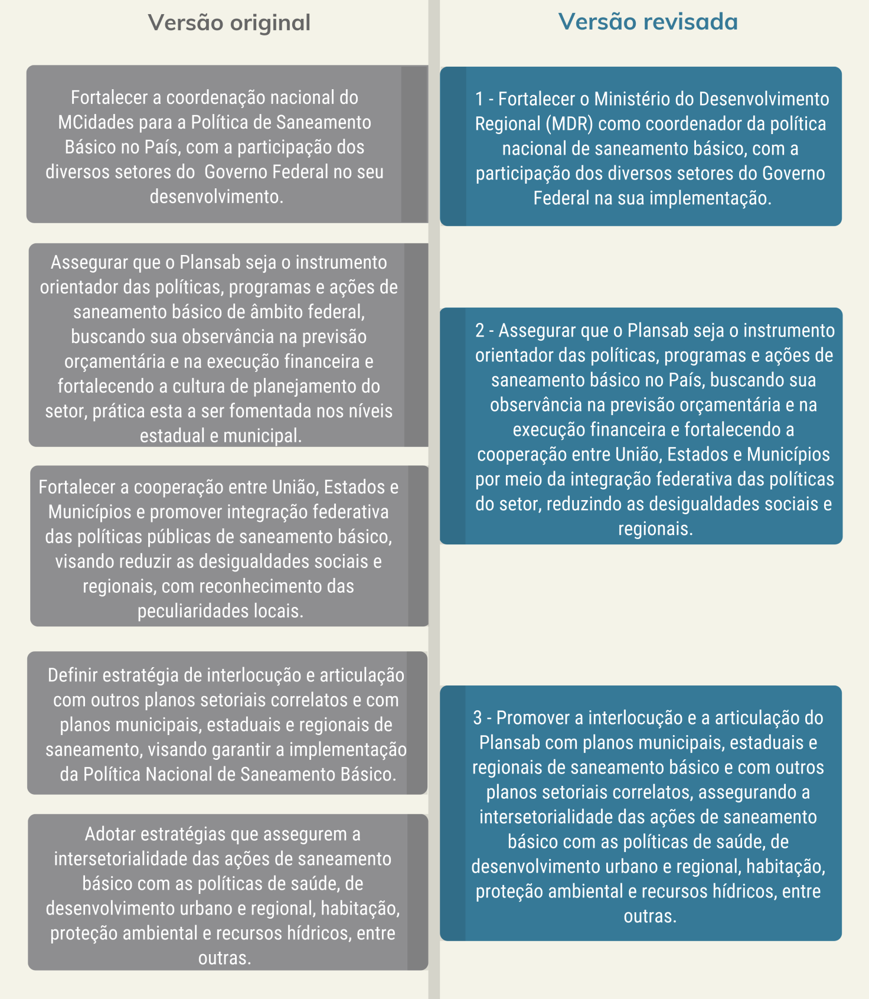 Versão original
Fortalecer a coordenação nacional do
MCidades para a Política de Saneamento
Básico no País, com a participação dos
diversos setores do  Governo Federal no seu
desenvolvimento.
Assegurar que o Plansab seja o instrumento
orientador das políticas, programas e ações de
saneamento básico de âmbito federal,
buscando sua observância na previsão
orçamentária e na execução financeira e
fortalecendo a cultura de planejamento do
setor, prática esta a ser fomentada nos níveis
estadual e municipal.
Fortalecer a cooperação entre União, Estados e
Municípios e promover integração federativa
das políticas públicas de saneamento básico,
visando reduzir as desigualdades sociais e
regionais, com reconhecimento das
peculiaridades locais.
Definir estratégia de interlocução e articulação
com outros planos setoriais correlatos e com
planos municipais, estaduais e regionais de
saneamento, visando garantir a implementação
da Política Nacional de Saneamento Básico.
Adotar estratégias que assegurem a
intersetorialidade das ações de saneamento
básico com as políticas de saúde, de
desenvolvimento urbano e regional, habitação,
proteção ambiental e recursos hídricos, entre
outras.
Versão revisada
1 - Fortalecer o Ministério do Desenvolvimento
Regional (MDR) como coordenador da política
nacional de saneamento básico, com a
participação dos diversos setores do Governo
Federal na sua implementação.
2 - Assegurar que o Plansab seja o instrumento
orientador das políticas, programas e ações de
saneamento básico no País, buscando sua
observância na previsão orçamentária e na
execução financeira e fortalecendo a
cooperação entre União, Estados e Municípios
por meio da integração federativa das políticas
do setor, reduzindo as desigualdades sociais e
regionais.
3 - Promover a interlocução e a articulação do
Plansab com planos municipais, estaduais e
regionais de saneamento básico e com outros
planos setoriais correlatos, assegurando a
intersetorialidade das ações de saneamento
básico com as políticas de saúde, de
desenvolvimento urbano e regional, habitação,
proteção ambiental e recursos hídricos, entre
outras.